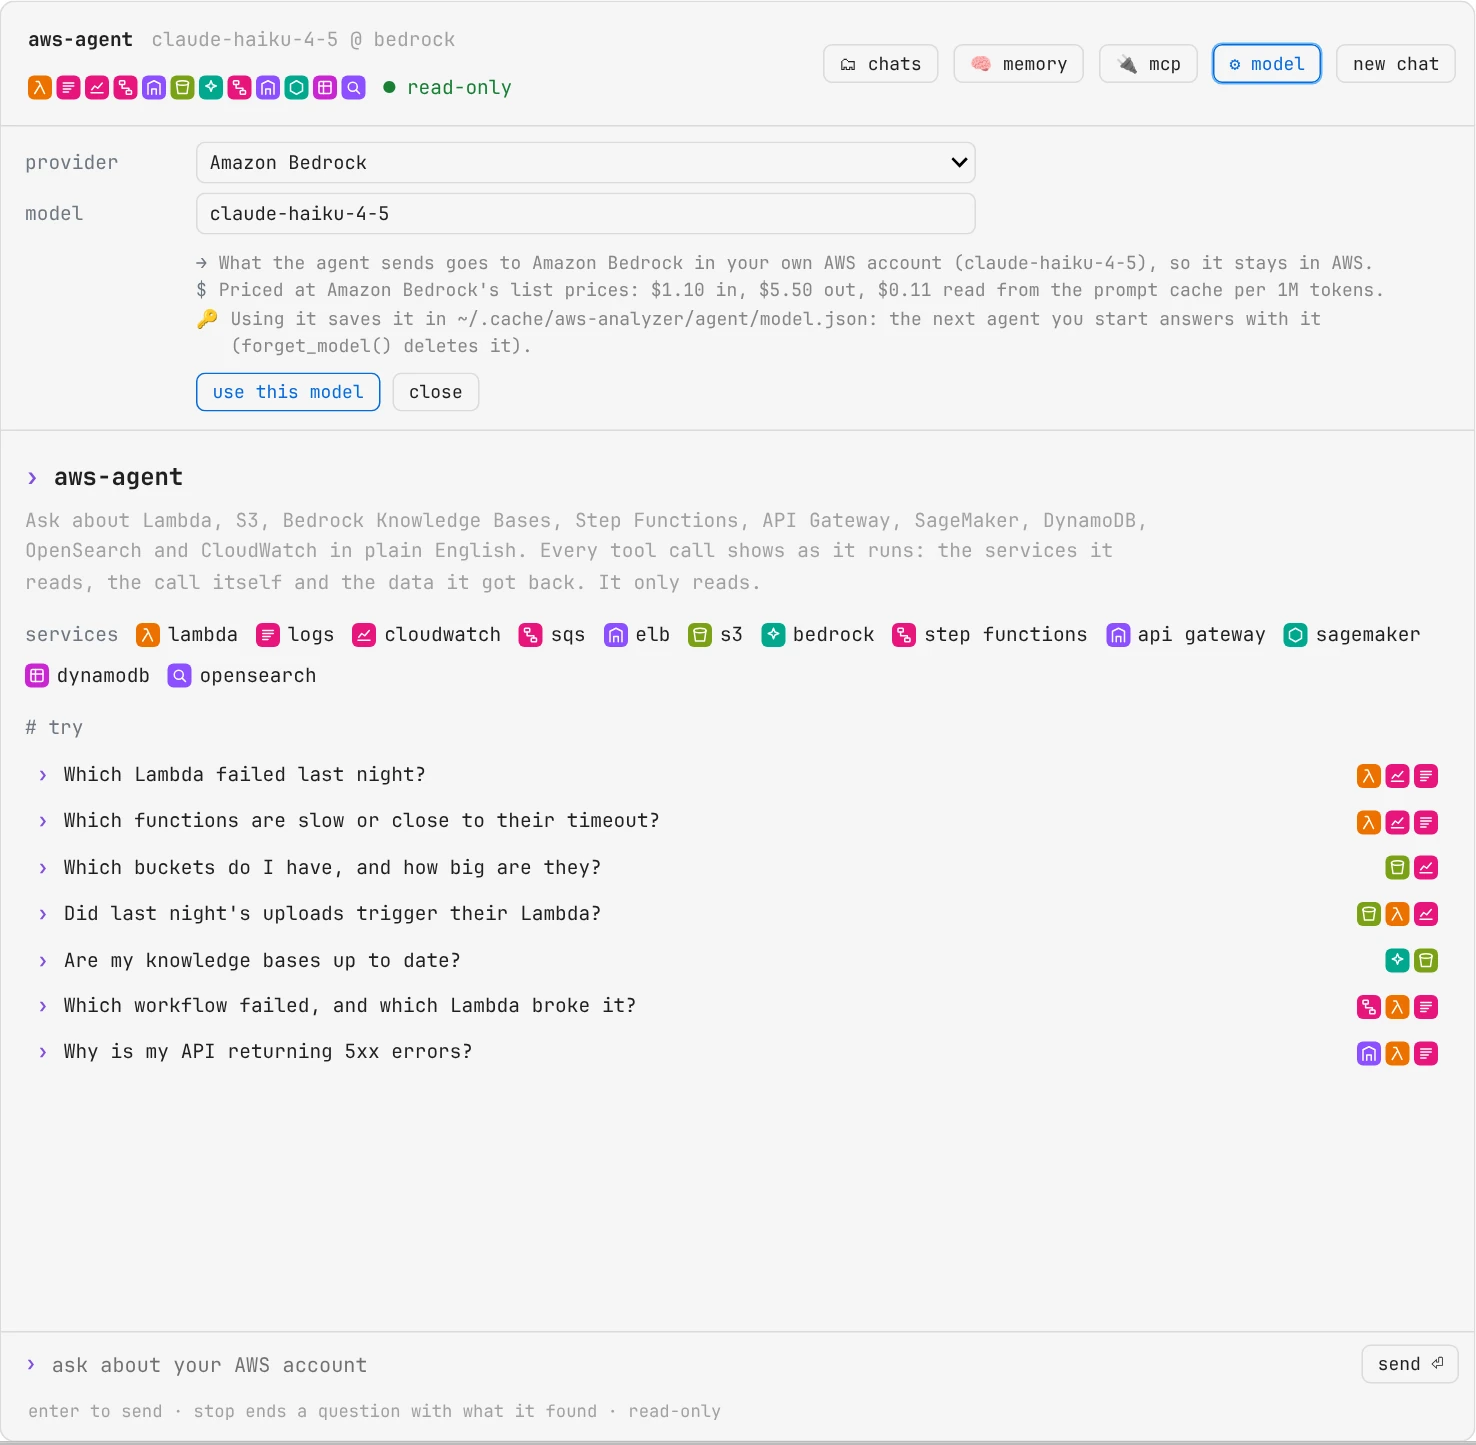 aws-agent claude-haiku-4-5 @ bedrock
read-only
🗂 chats
🧠 memory
🔌 mcp
⚙ model
new chat
provider Amazon Bedrock
model claude-haiku-4-5
→ What the agent sends goes to Amazon Bedrock in your own AWS account (claude-haiku-4-5), so it stays in AWS.
$ Priced at Amazon Bedrock's list prices: $1.10 in, $5.50 out, $0.11 read from the prompt cache per 1M tokens.
🔑 Using it saves it in ~/.cache/aws-analyzer/agent/model.json: the next agent you start answers with it
(forget_model() deletes it).
use this model close
› aws-agent
Ask about Lambda, S3, Bedrock Knowledge Bases, Step Functions, API Gateway, SageMaker, DynamoDB,
OpenSearch and CloudWatch in plain English. Every tool call shows as it runs: the services it
reads, the call itself and the data it got back. It only reads.
services lambda logs cloudwatch sqs elb s3 bedrock step functions api gateway sagemaker
dynamodb opensearch
# try
› Which Lambda failed last night?
› Which functions are slow or close to their timeout?
› Which buckets do I have, and how big are they?
› Did last night's uploads trigger their Lambda?
› Are my knowledge bases up to date?
› Which workflow failed, and which Lambda broke it?
› Why is my API returning 5xx errors?
› ask about your AWS account
send ⏎
enter to send · stop ends a question with what it found · read-only